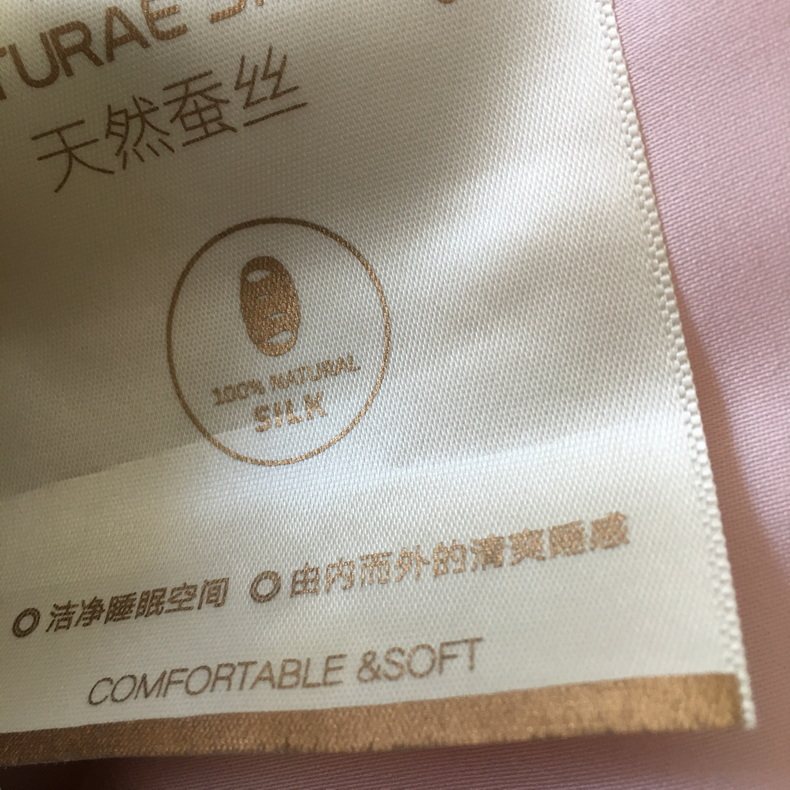 TURAE
天然蚕丝
100% NATURAL
SILK
洁净睡眠空间 由内而外的清爽睡感
COMFORTABLE &SOFT